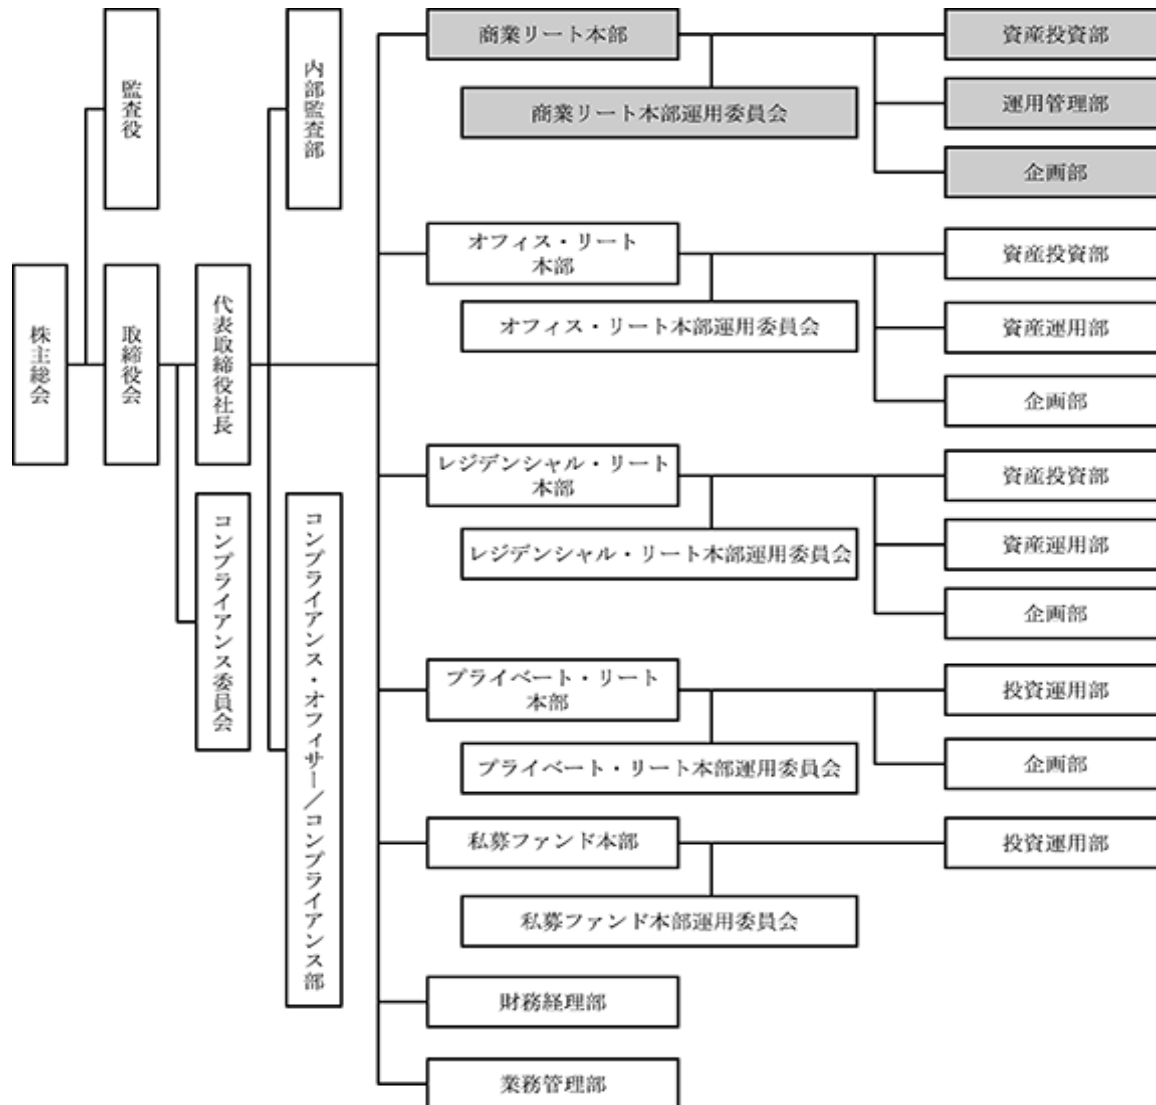 株主総会
監査役
取締役会
代表取締役社長
コンプライアンス委員会
内部監査部
コンプライアンス・オフィサー／コンプライアンス部
商業リート本部
商業リート本部運用委員会
資産投資部
運用管理部
企画部
オフィス・リート
本部
オフィス・リート本部運用委員会
資産投資部
資産運用部
企画部
レジデンシャル・リート
本部
レジデンシャル・リート本部運用委員会
資産投資部
資産運用部
企画部
プライベート・リート
本部
プライベート・リート本部運用委員会
投資運用部
企画部
私募ファンド本部
私募ファンド本部運用委員会
投資運用部
財務経理部
業務管理部